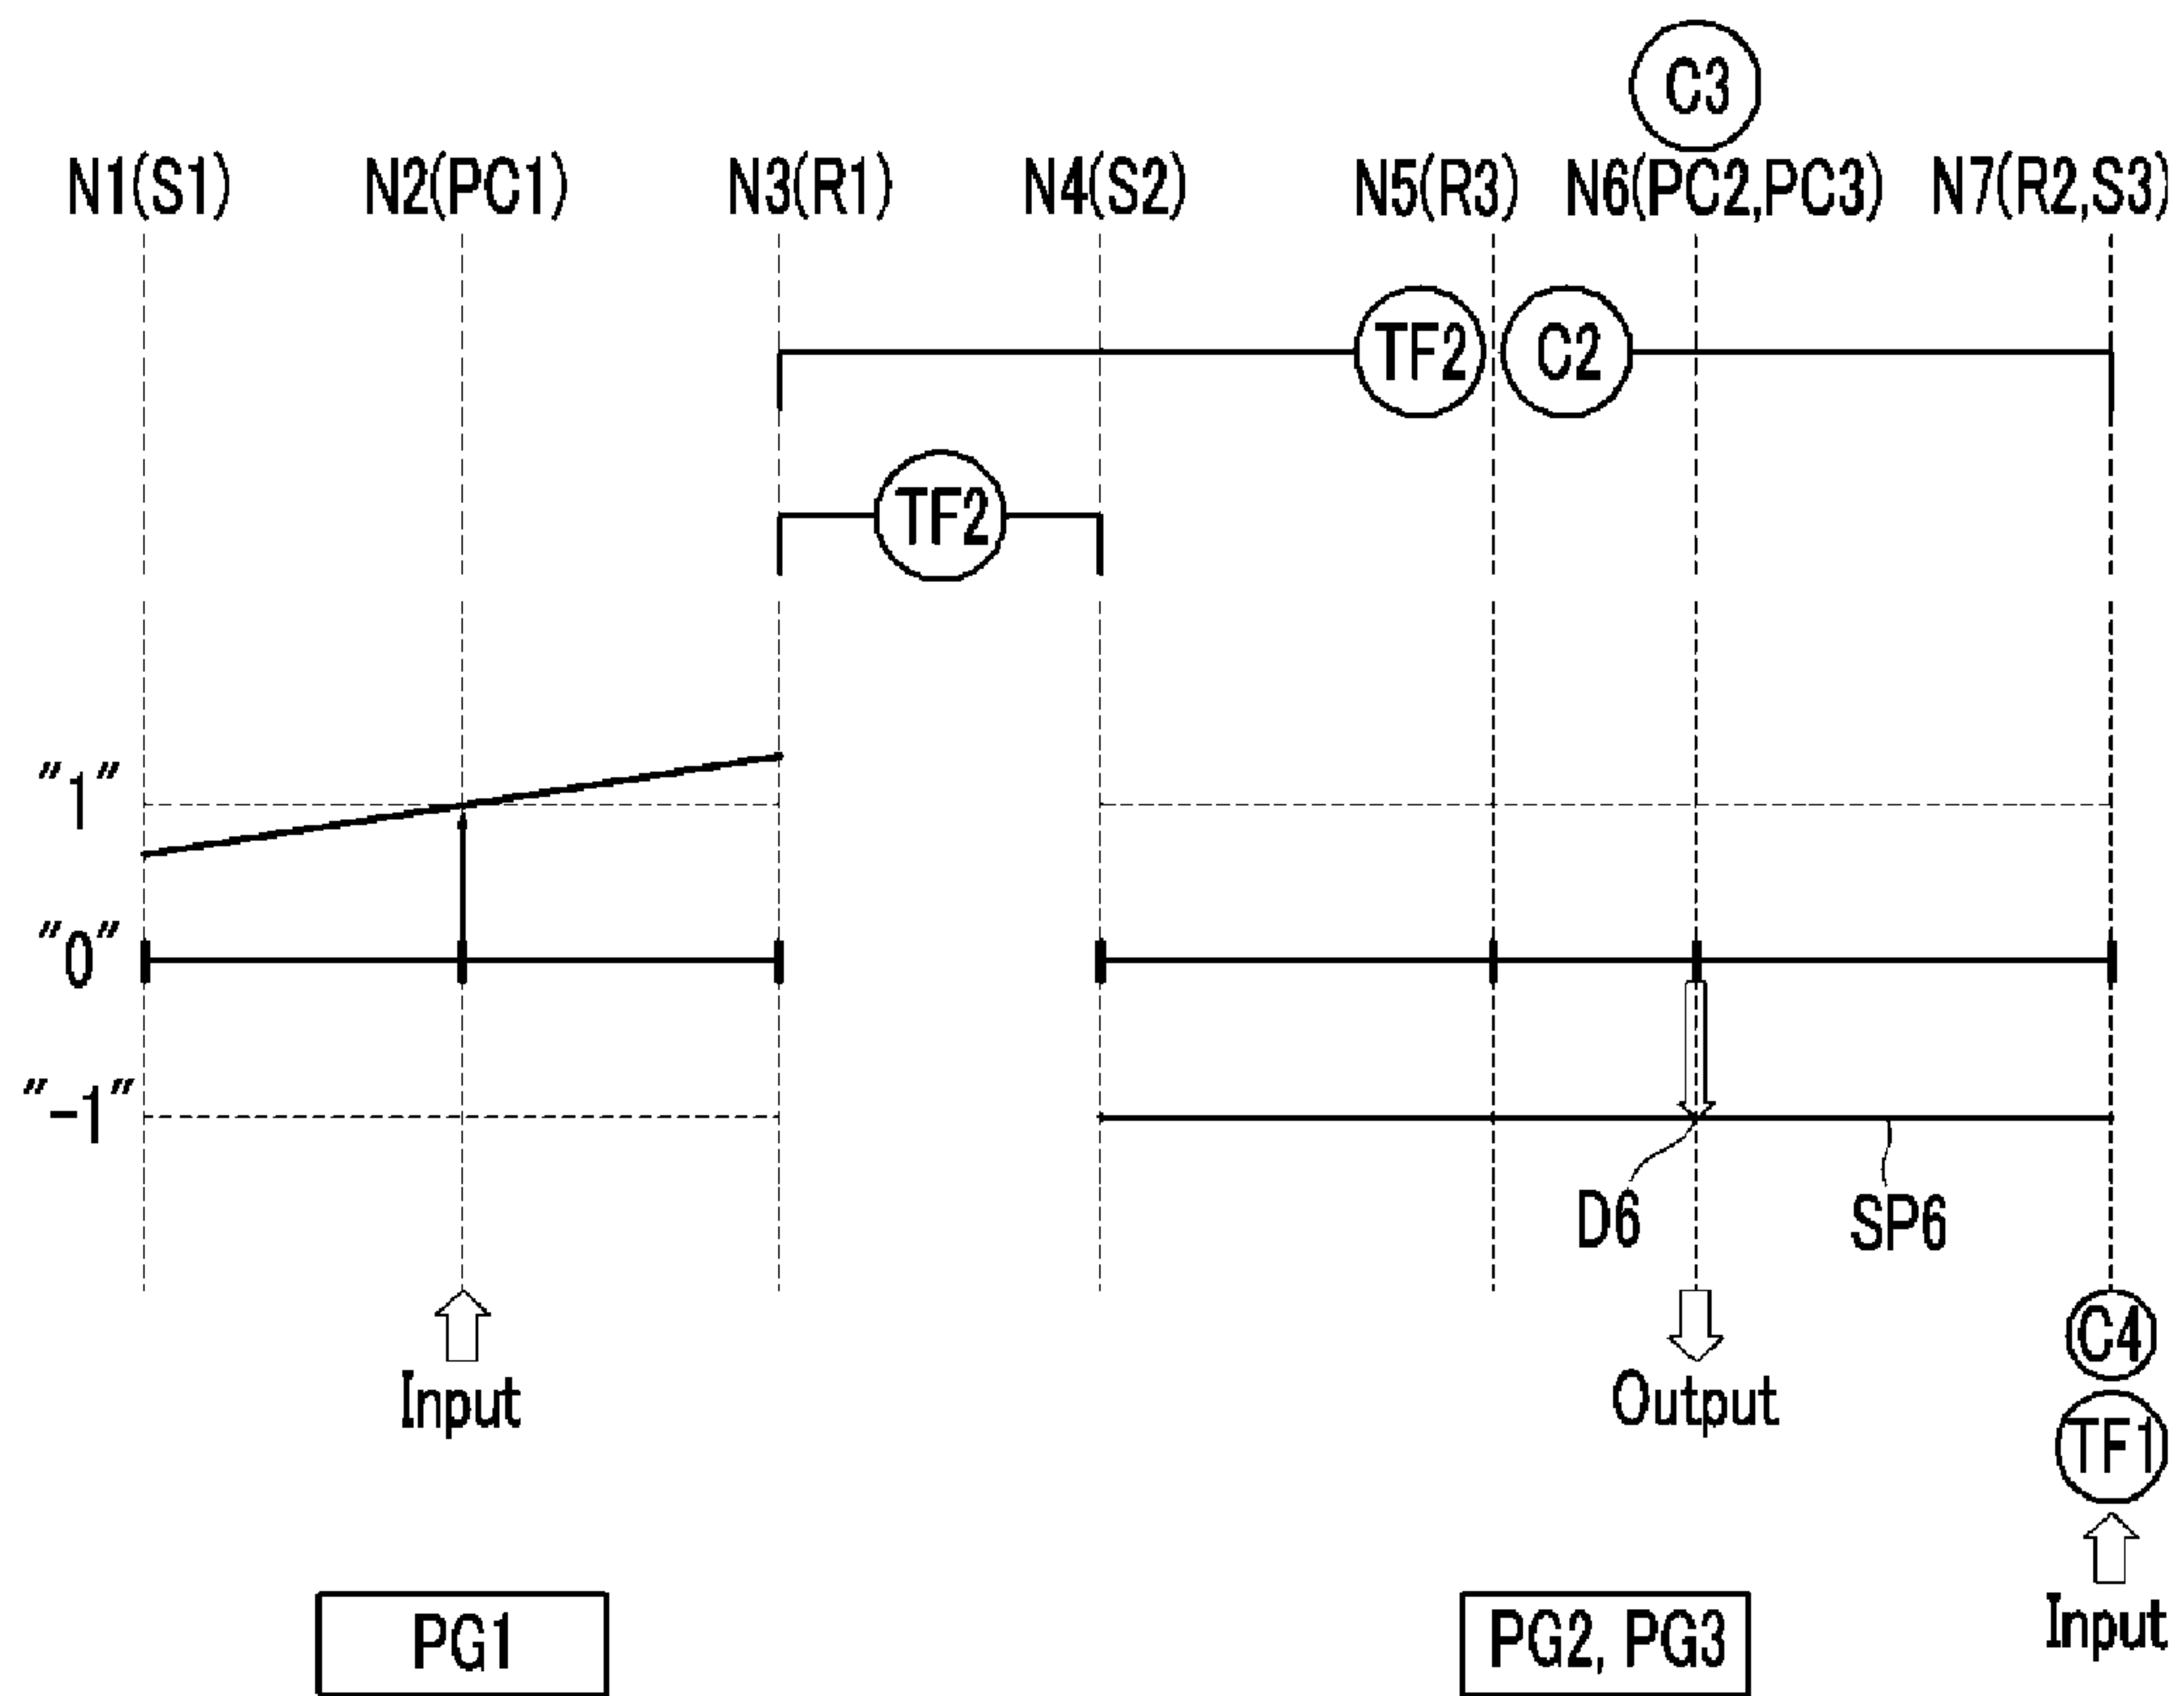 C3
N1(S1) N2(PC1) N3(R1) N4(S2) N5(R3) N6(PC2,PC3) N7(R2,S3)
TF2 C2
TF2
"1"
"0"
"-1"
D6 SP6
C4
Input Output
TF1
PG1 PG2, PG3 Input